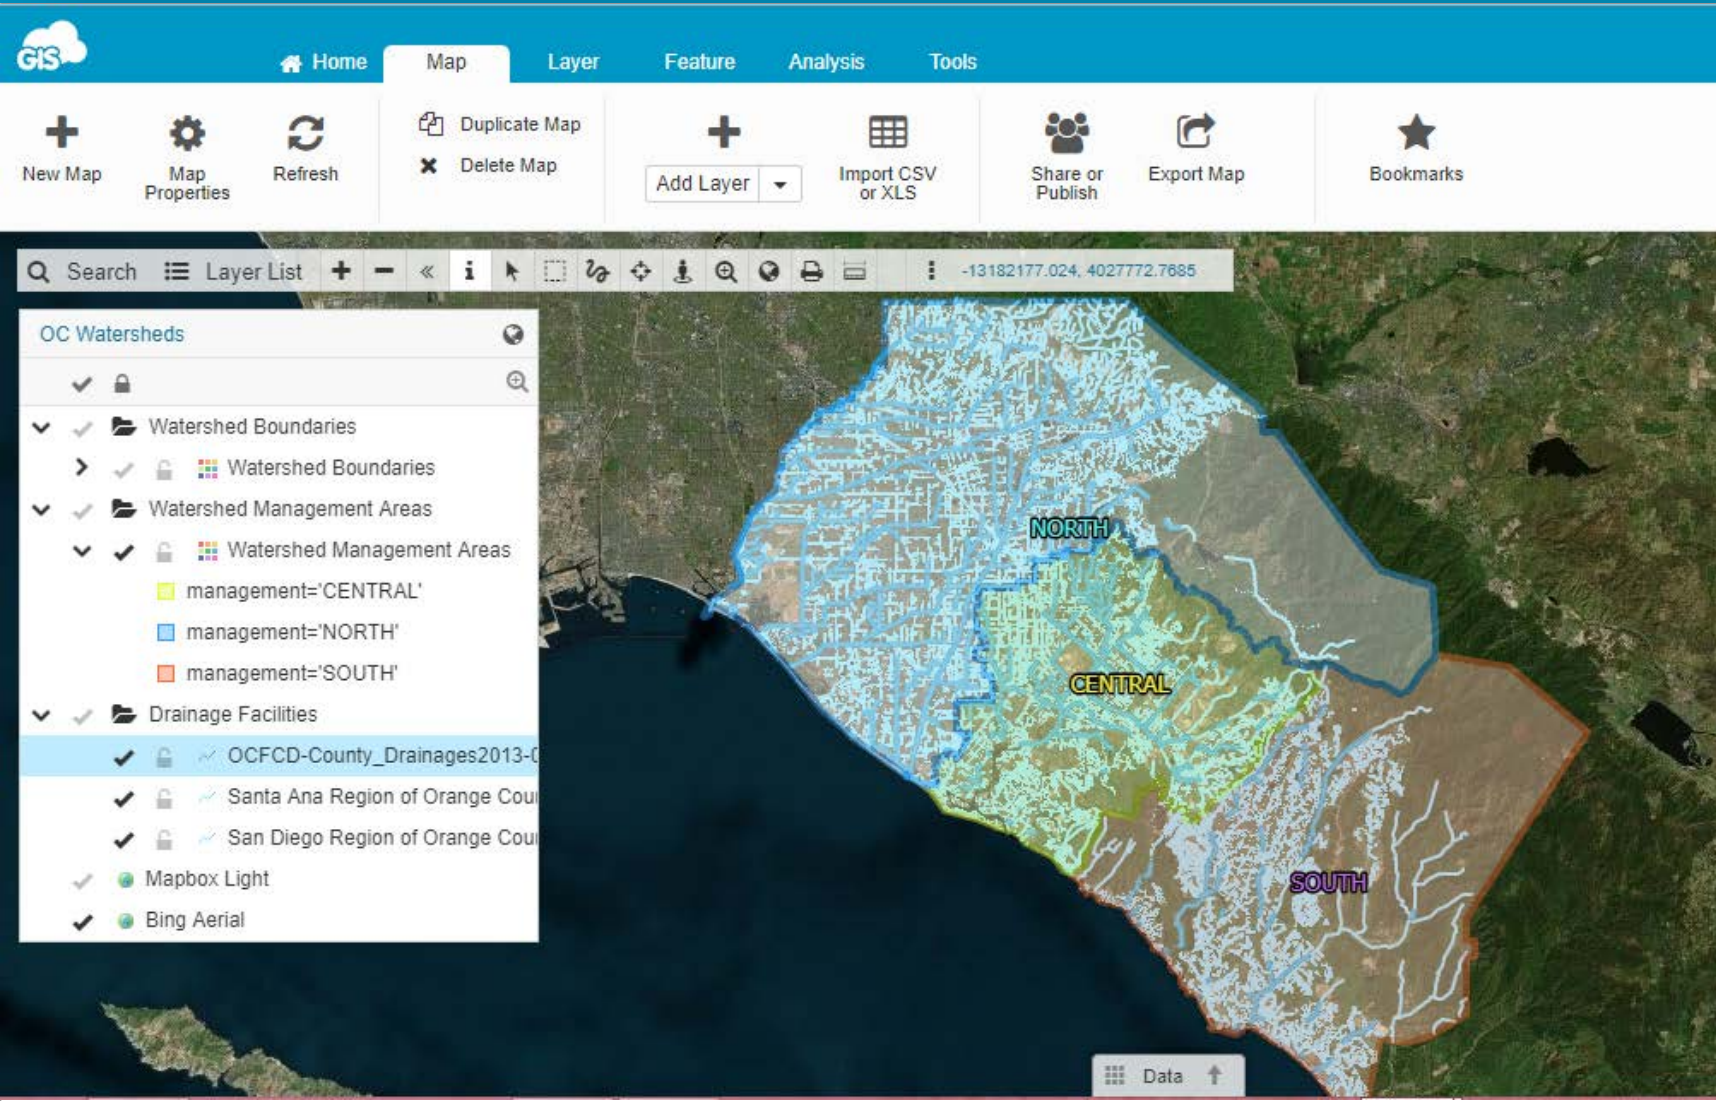 GIS
Home
Map
Layer
Feature
Analysis
Tools
New Map
Map
Properties
Refresh
Duplicate Map
Delete Map
Add Layer
Import CSV
or XLS
Share or
Publish
Export Map
Bookmarks
Search
Layer List
-13182177.024, 4027772.7685
OC Watersheds
Watershed Boundaries
Watershed Boundaries
Watershed Management Areas
Watershed Management Areas
management='CENTRAL'
management='NORTH'
management='SOUTH'
Drainage Facilities
OCFCD-County_Drainages2013-
Santa Ana Region of Orange Cou
San Diego Region of Orange Cou
Mapbox Light
Bing Aerial
NORTH
CENTRAL
SOUTH
Data